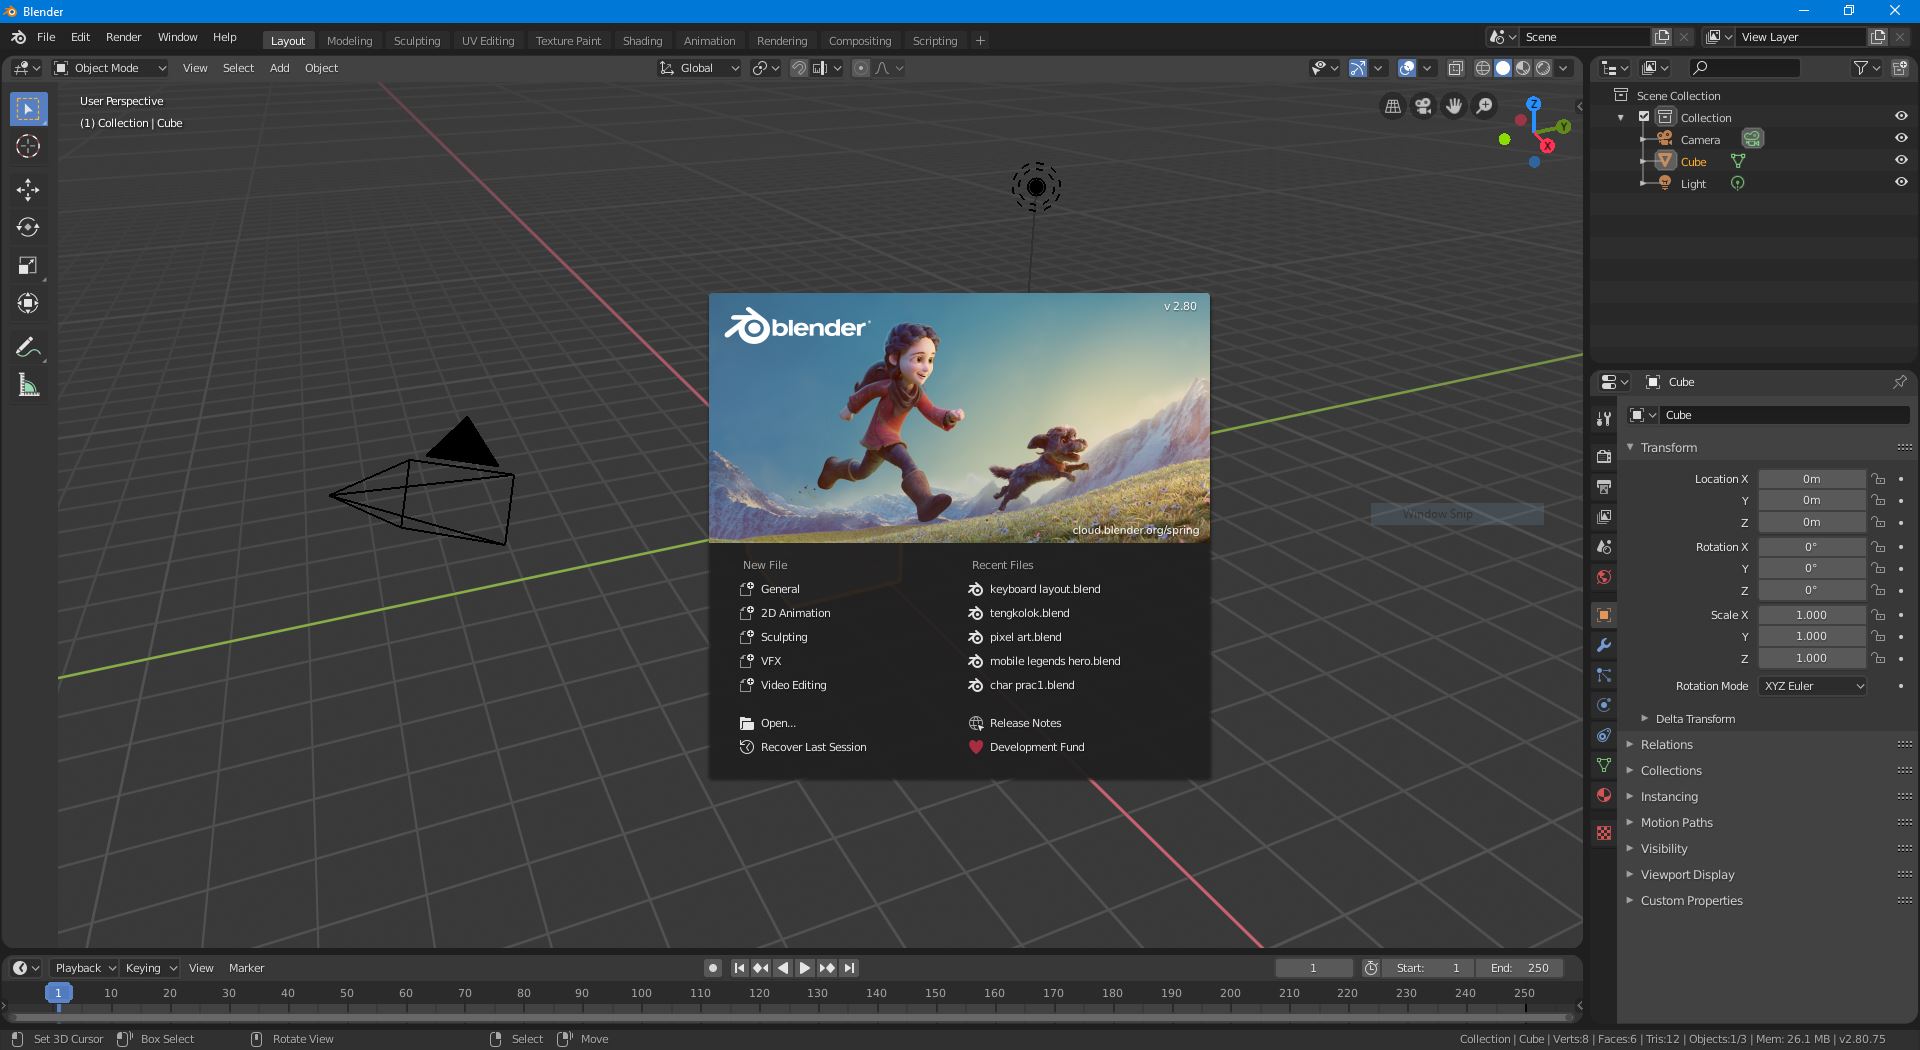 Blender
File Edit Render Window Help Layout Modeling Sculpting UV Editing Texture Paint Shading Animation Rendering Compositing Scripting + Scene View Layer
Object Mode View Select Add Object Global
User Perspective
(1) Collection | Cube
Z
Y
X
Scene Collection
Collection
Camera
Cube
Light
blender
v 2.80
cloud.blender.org/spring
Window Snip
New File
General
2D Animation
Sculpting
VFX
Video Editing
Open...
Recover Last Session
Recent Files
keyboard layout.blend
tengkolok.blend
pixel art.blend
mobile legends hero.blend
char prac1.blend
Release Notes
Development Fund
Cube
Cube
Transform
Location X 0m
Y 0m
Z 0m
Rotation X 0°
Y 0°
Z 0°
Scale X 1.000
Y 1.000
Z 1.000
Rotation Mode XYZ Euler
Delta Transform
Relations
Collections
Instancing
Motion Paths
Visibility
Viewport Display
Custom Properties
Playback Keying View Marker 1 Start: 1 End: 250
1 10 20 30 40 50 60 70 80 90 100 110 120 130 140 150 160 170 180 190 200 210 220 230 240 250
Set 3D Cursor Box Select Rotate View Select Move Collection | Cube | Verts:8 | Faces:6 | Tris:12 | Objects:1/3 | Mem: 26.1 MB | v2.80.75